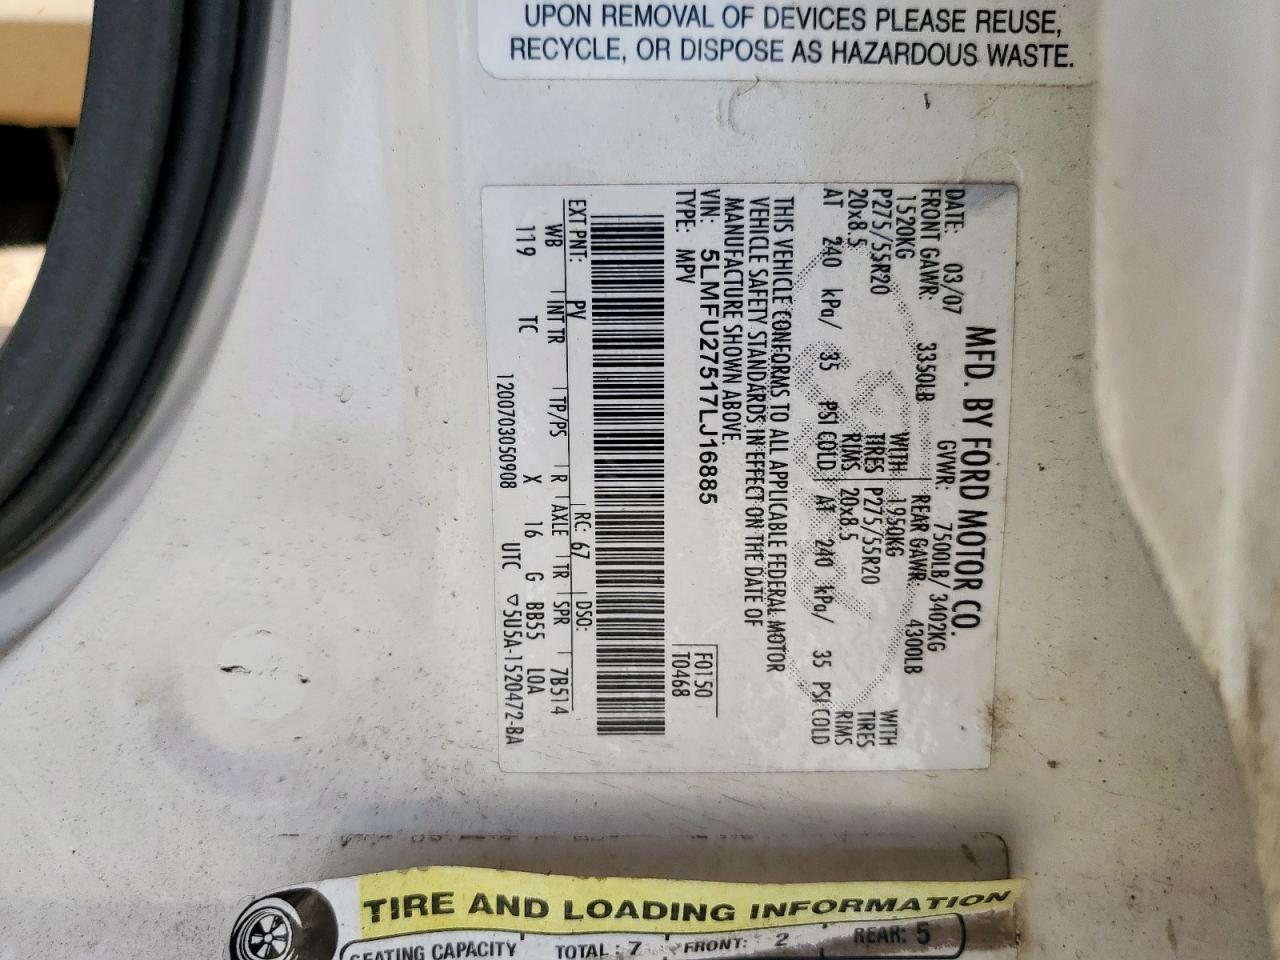 UPON REMOVAL OF DEVICES PLEASE REUSE,
RECYCLE, OR DISPOSE AS HAZARDOUS WASTE.
MFD. BY FORD MOTOR CO.
DATE: 03/07 GVWR: 7500LB/ 3402KG
FRONT GAWR: 3350LB REAR GAWR: 4300LB
1520KG WITH 1950KG WITH
P275/55R20 TIRES P275/55R20 TIRES
20x8.5 RIMS 20x8.5 RIMS
AT 240 kPa/ 35 PSI COLD AT 240 kPa/ 35 PSI COLD
THIS VEHICLE CONFORMS TO ALL APPLICABLE FEDERAL MOTOR
VEHICLE SAFETY STANDARDS IN EFFECT ON THE DATE OF
MANUFACTURE SHOWN ABOVE.
VIN: 5LMFU27517LJ16885 F0150
TYPE: MPV T0468
EXT PNT: PV RC: 67 DSO:
WB INT TR TP/PS R AXLE TR SPR 7B514
119 TC X 16 G BB55 LOA
120070305090​8 UTC ▽5U5A-1520472-BA
TIRE AND LOADING INFORMATION
SEATING CAPACITY TOTAL: 7 FRONT: 2 REAR: 5